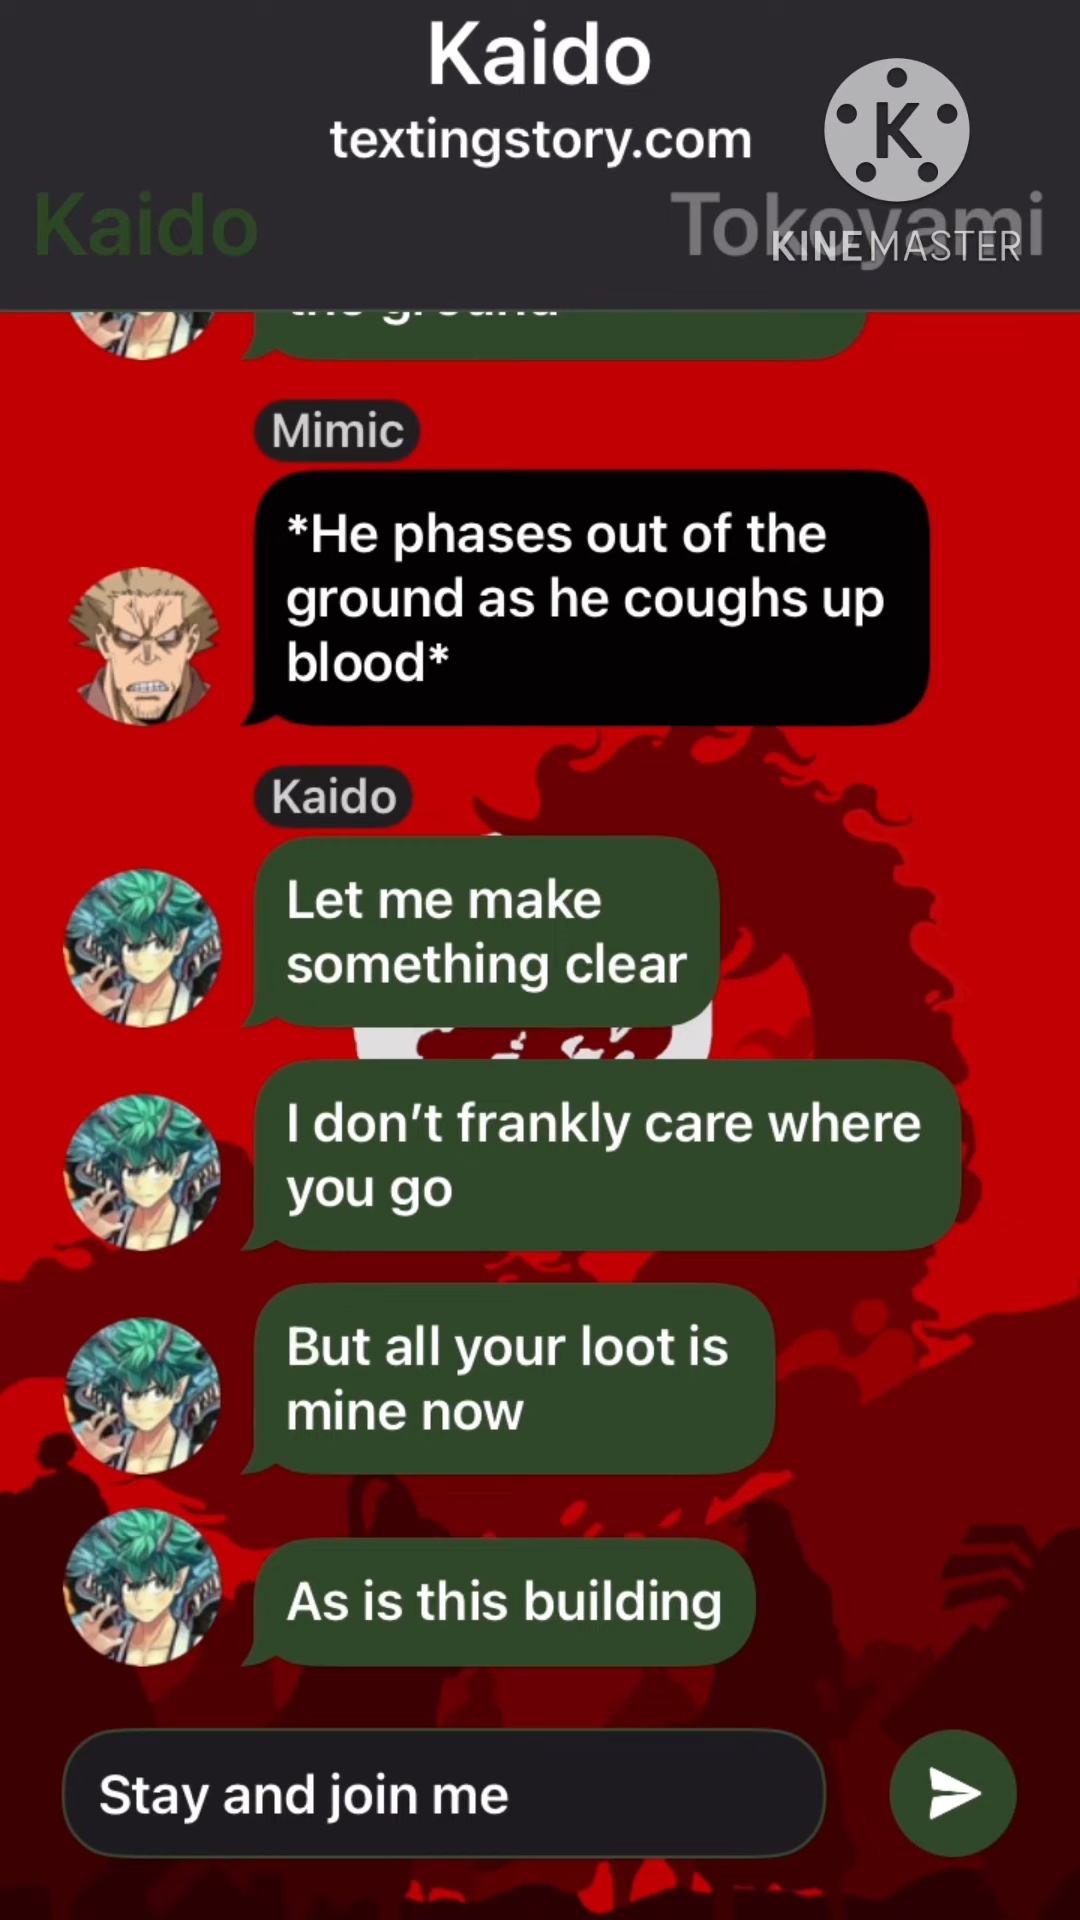 Kaido
textingstory.com
K
Kaido
Tokoyami
KINEMASTER
the ground
Mimic
*He phases out of the
ground as he coughs up
blood*
Kaido
Let me make
something clear
I don’t frankly care where
you go
But all your loot is
mine now
As is this building
Stay and join me